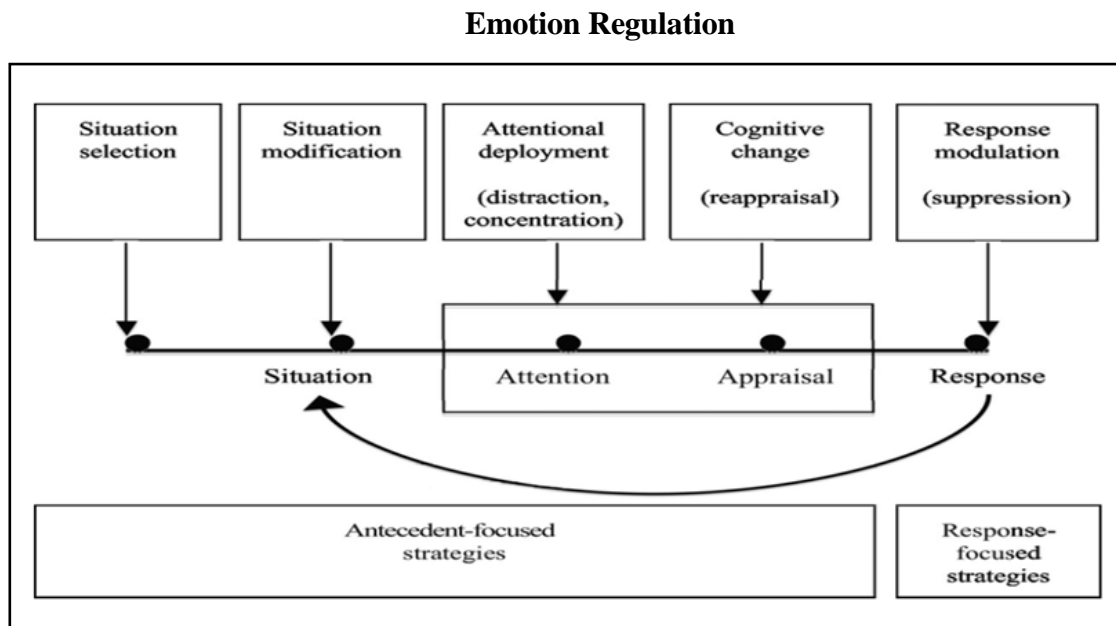 Emotion Regulation
Situation
selection
Situation
modification
Attentional
deployment
(distraction,
concentration)
Cognitive
change
(reappraisal)
Response
modulation
(suppression)
Situation
Attention
Appraisal
Response
Antecedent-focused
strategies
Response-
focused
strategies